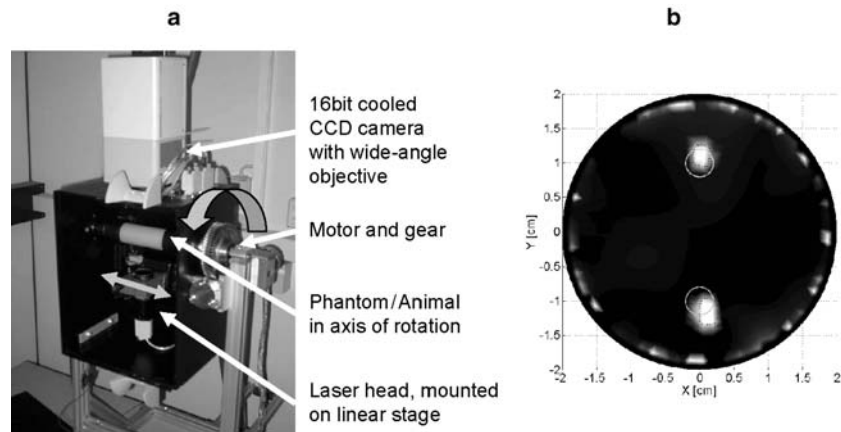 a
b
16bit cooled
CCD camera
with wide-angle
objective
Motor and gear
Phantom/Animal
in axis of rotation
Laser head, mounted
on linear stage
2
1.5
1
0.5
0
-0.5
-1
-1.5
-2
Y [cm]
-2 -1.5 -1 -0.5 0 0.5 1 1.5 2
X [cm]